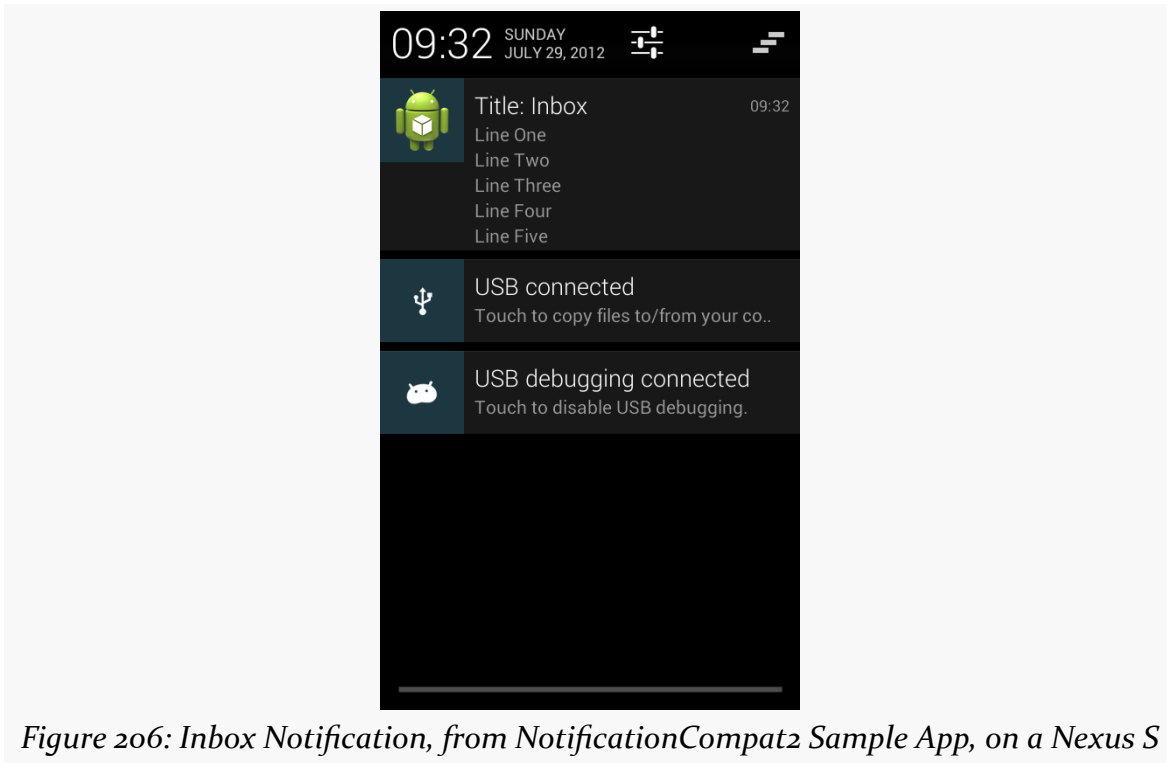 09:32 SUNDAY
JULY 29, 2012
Title: Inbox 09:32
Line One
Line Two
Line Three
Line Four
Line Five
USB connected
Touch to copy files to/from your co..
USB debugging connected
Touch to disable USB debugging.
Figure 206: Inbox Notification, from NotificationCompat2 Sample App, on a Nexus S